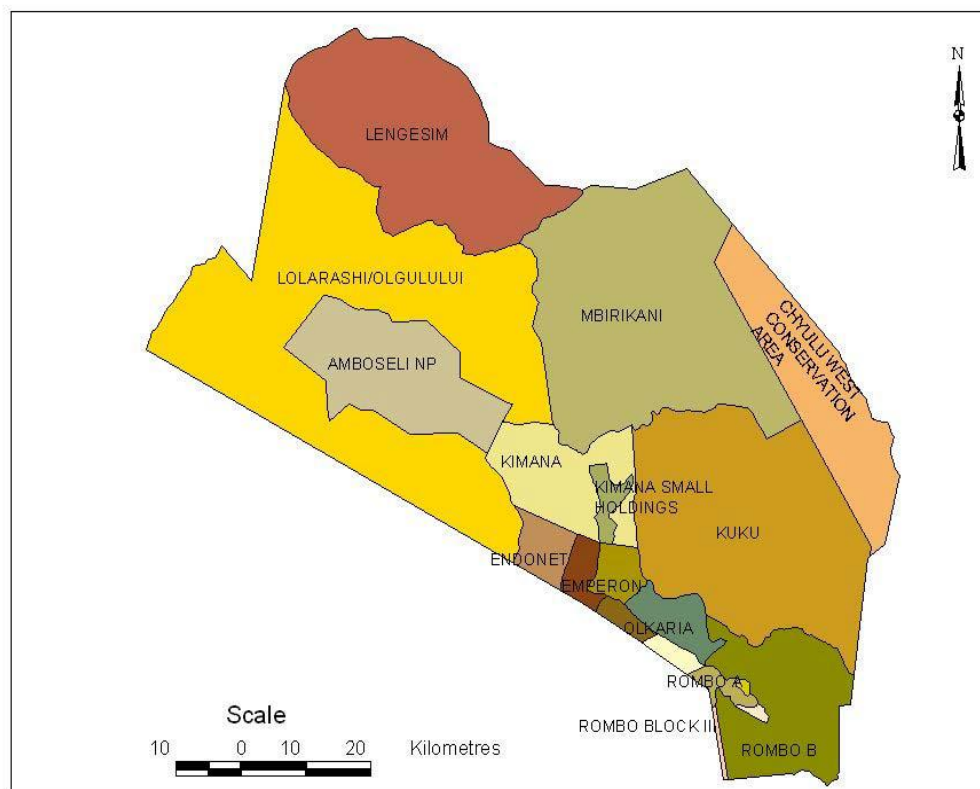 N
LENGESIM
LOLARASHI/OLGULULUI
MBIRIKANI
CHYULU WEST
CONSERVATION
AREA
AMBOSELI NP
KIMANA
KIMANA SMALL
HOLDINGS
KUKU
ENDONET
EMPERON
OLKARIA
ROMBO A
ROMBO BLOCK III
ROMBO B
Scale
10 0 10 20 Kilometres